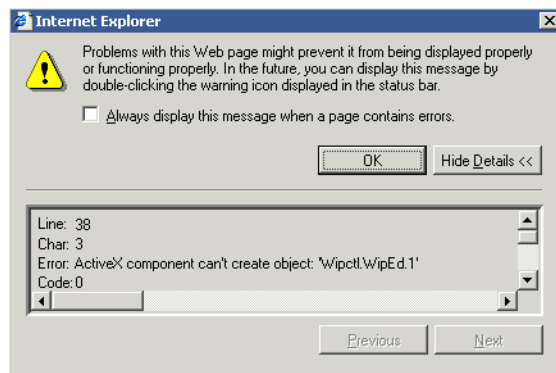 Internet Explorer
Problems with this Web page might prevent it from being displayed properly
or functioning properly. In the future, you can display this message by
double-clicking the warning icon displayed in the status bar.
Always display this message when a page contains errors.
OK
Hide Details <<
Line: 38
Char: 3
Error: ActiveX component can't create object: 'Wipctl.WipEd.1'
Code: 0
Previous
Next